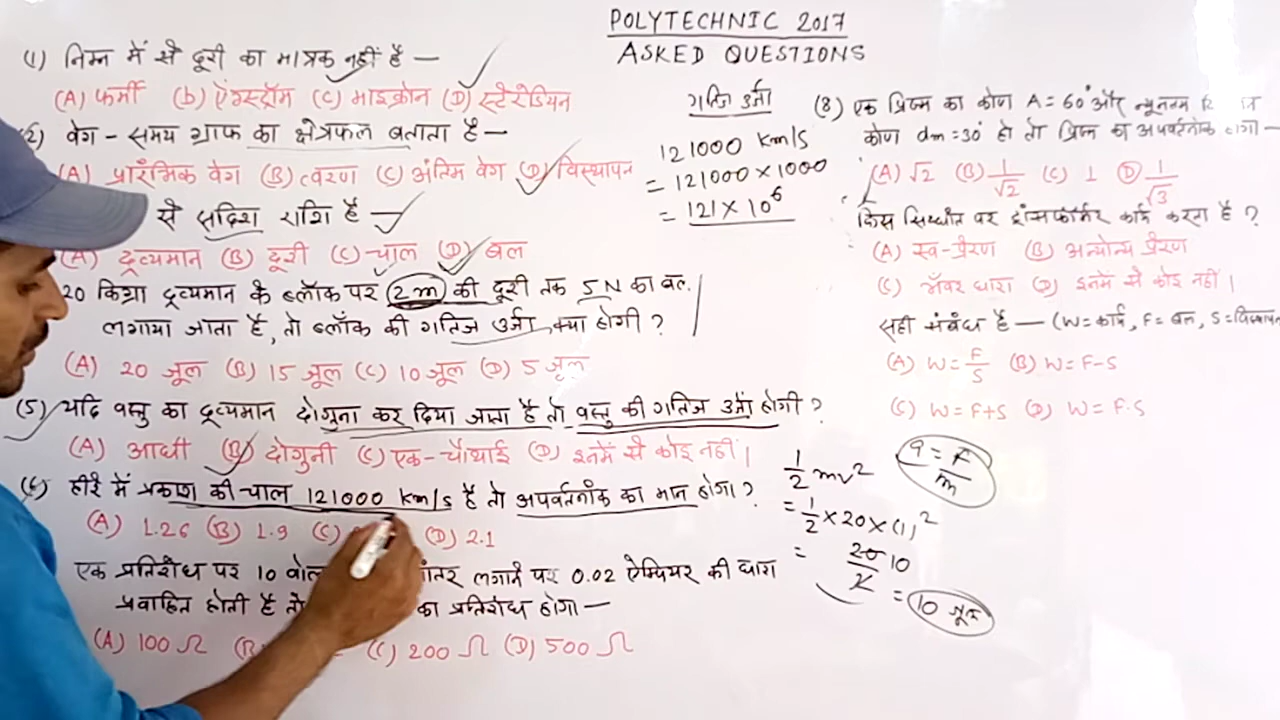 POLYTECHNIC 2017
ASKED QUESTIONS
(1) निम्न में से दूरी का मात्रक नहीं है —
(A) फर्मी (b) ऐंगस्ट्रॉम (C) माइक्रोन (D) स्टेरेडियन
(2) वेग - समय ग्राफ का क्षेत्रफल बताता है —
(A) प्रारंभिक वेग (B) त्वरण (C) अंतिम वेग (D) विस्थापन
से सदिश राशि है —
(A) द्रव्यमान (B) दूरी (C) चाल (D) बल
20 किग्रा द्रव्यमान के ब्लॉक पर 2m की दूरी तक 5N का बल
लगाया जाता है, तो ब्लॉक की गतिज उर्जा क्या होगी ?
(A) 20 जूल (B) 15 जूल (C) 10 जूल (D) 5 जूल
(5) यदि वस्तु का द्रव्यमान दोगुना कर दिया जाता है तो वस्तु की गतिज उर्जा होगी ?
(A) आधी (B) दोगुनी (C) एक-चौथाई (D) इनमें से कोई नहीं |
(6) हीरे में प्रकाश की चाल 121000 km/s है तो अपवर्तनांक का मान होगा ?
(A) 1.26 (B) 1.9 (C) (D) 2.1
एक प्रतिरोध पर 10 लगाने पर 0.02 ऐम्पियर की धारा
प्रवाहित होती है तो का प्रतिरोध होगा —
(A) 100 Ω (B) (C) 200 Ω (D) 500 Ω
गतिज उर्जा
121000 km/s
= 121000 × 1000
= 121 × 10⁶
1/2 mv²
= 1/2 × 20 × (1)²
= 20/2 10
= 10 जूल
a = F/m
(8) एक प्रिज्म का कोण A = 60° और न्यूनतम
कोण dm = 30° हो तो प्रिज्म का अपवर्तनांक होगा —
(A) √2 (B) 1/√2 (C) 1 (D) 1/√3
किस सिध्धांत पर ट्रांसफॉर्मर कार्य करता है ?
(A) स्व-प्रेरण (B) अन्योन्य प्रेरण
(C) भँवर धारा (D) इनमें से कोई नहीं |
सही संबंध है — (W=कार्य, F=बल, S=विस्थापन
(A) W = F/S (B) W = F-S
(C) W = F+S (D) W = F·S